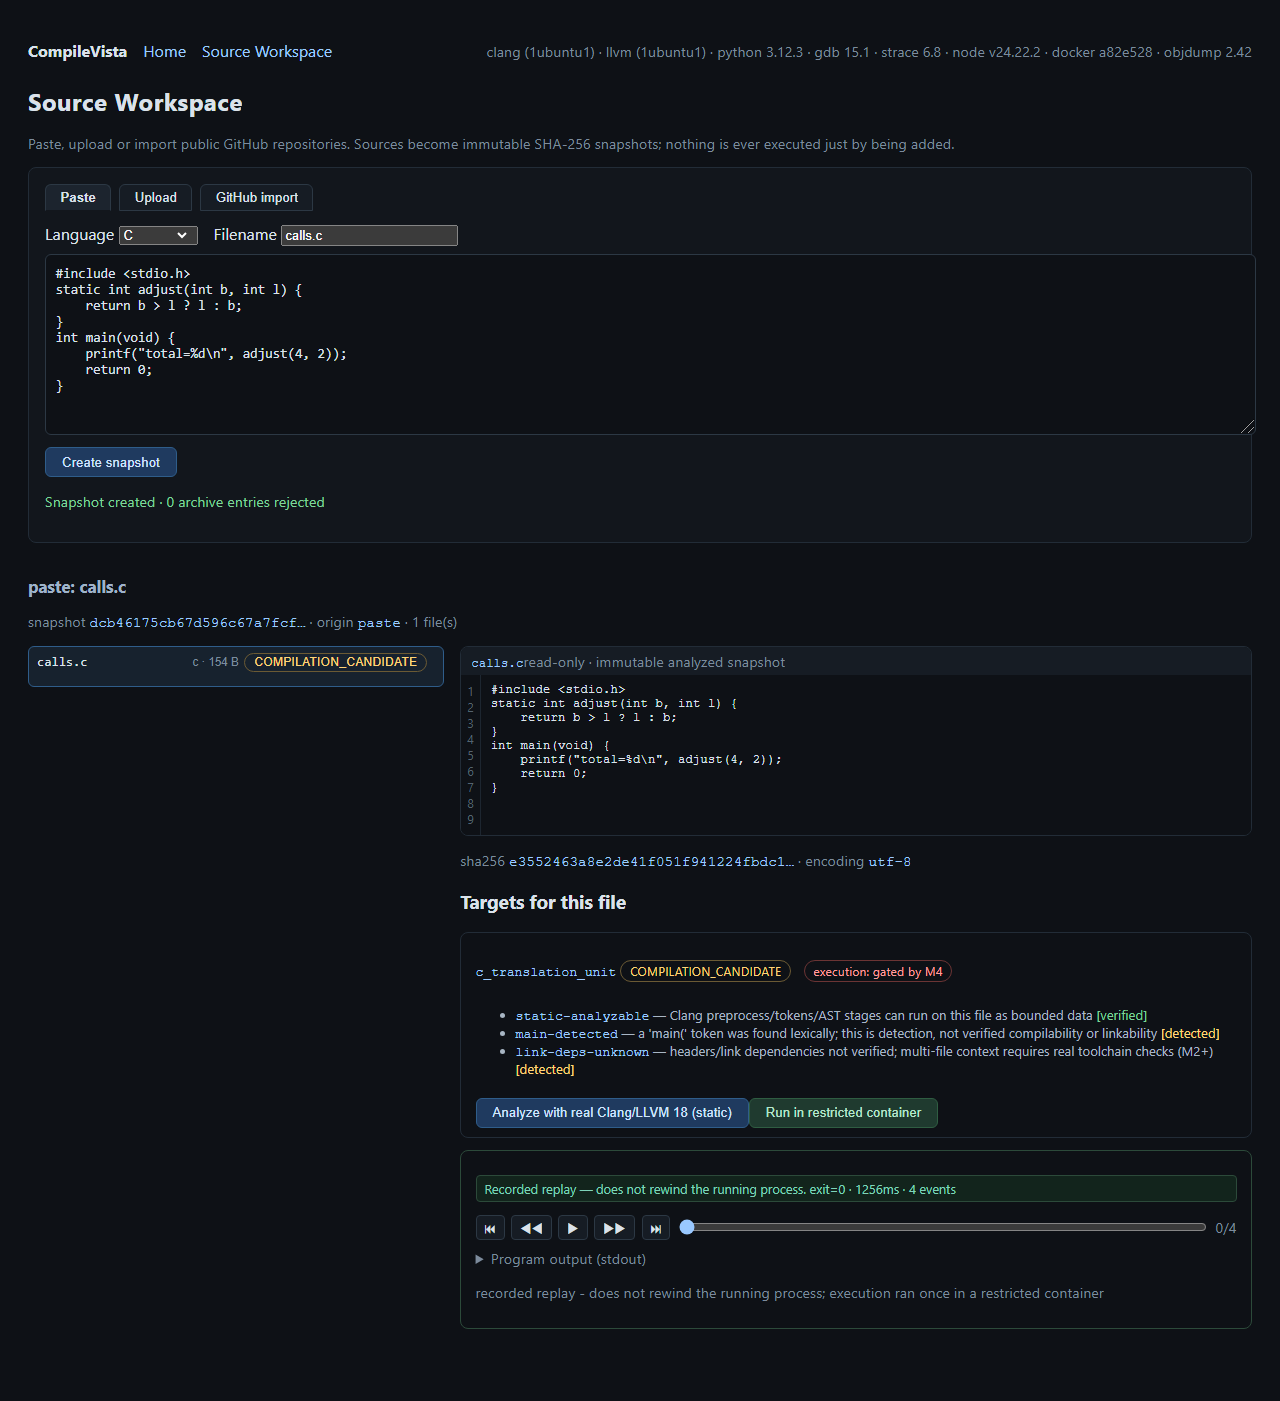 CompileVista Home Source Workspace clang (1ubuntu1) · llvm (1ubuntu1) · python 3.12.3 · gdb 15.1 · strace 6.8 · node v24.22.2 · docker a82e528 · objdump 2.42
Source Workspace
Paste, upload or import public GitHub repositories. Sources become immutable SHA-256 snapshots; nothing is ever executed just by being added.
Paste Upload GitHub import
Language C Filename calls.c
#include <stdio.h>
static int adjust(int b, int l) {
    return b > l ? l : b;
}
int main(void) {
    printf("total=%d\n", adjust(4, 2));
    return 0;
}
Create snapshot
Snapshot created · 0 archive entries rejected
paste: calls.c
snapshot dcb46175cb67d596c67a7fcf… · origin paste · 1 file(s)
calls.c c · 154 B COMPILATION_CANDIDATE
calls.cread-only · immutable analyzed snapshot
1 #include <stdio.h>
2 static int adjust(int b, int l) {
3     return b > l ? l : b;
4 }
5 int main(void) {
6     printf("total=%d\n", adjust(4, 2));
7     return 0;
8 }
9
sha256 e3552463a8e2de41f051f941224fbdc1… · encoding utf-8
Targets for this file
c_translation_unit COMPILATION_CANDIDATE execution: gated by M4
• static-analyzable — Clang preprocess/tokens/AST stages can run on this file as bounded data [verified]
• main-detected — a 'main(' token was found lexically; this is detection, not verified compilability or linkability [detected]
• link-deps-unknown — headers/link dependencies not verified; multi-file context requires real toolchain checks (M2+)
[detected]
Analyze with real Clang/LLVM 18 (static) Run in restricted container
Recorded replay — does not rewind the running process. exit=0 · 1256ms · 4 events
⏮ ◀◀ ▶ ▶▶ ⏭ 0/4
▶ Program output (stdout)
recorded replay - does not rewind the running process; execution ran once in a restricted container